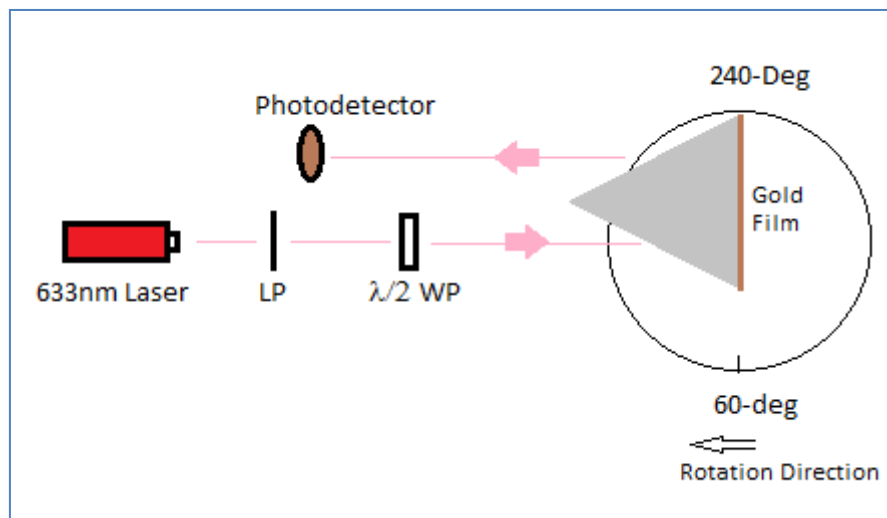 240-Deg
Photodetector
Gold
Film
633nm Laser
LP
λ/2 WP
60-deg
Rotation Direction